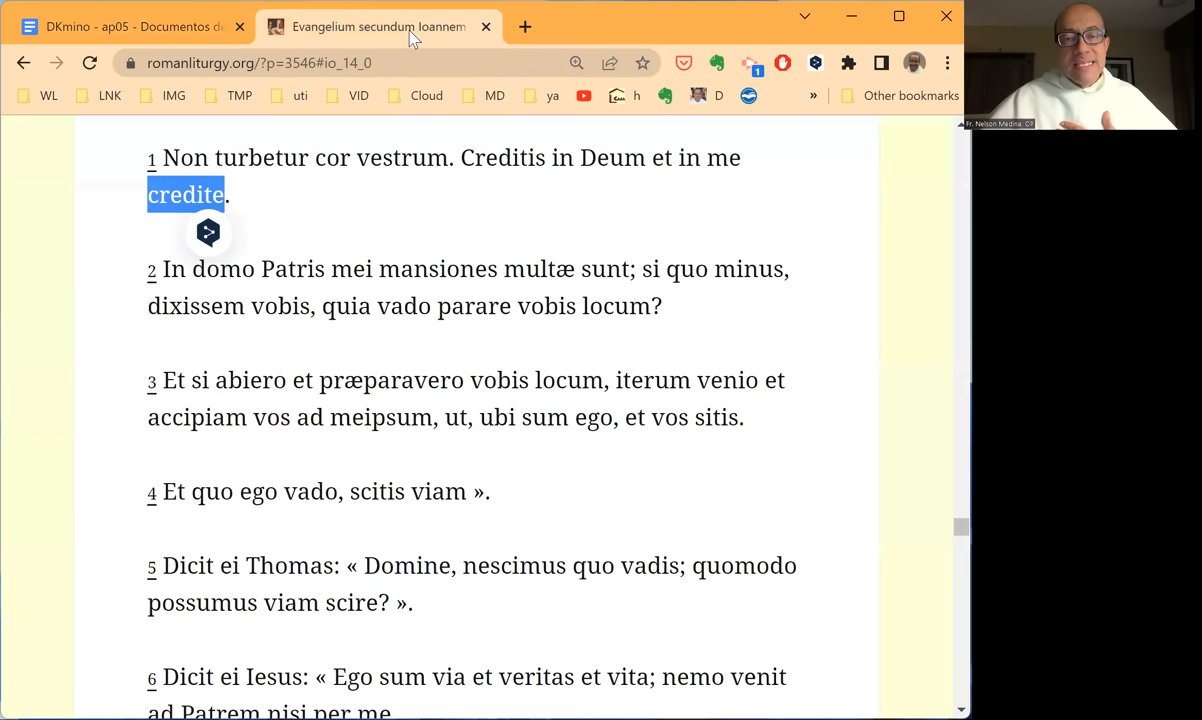 DKmino - ap05 - Documentos de
Evangelium secundum Ioannem
romanliturgy.org/?p=3546#io_14_0
1
WL LNK IMG TMP uti VID Cloud MD ya h D » Other bookmarks
Fr. Nelson Medina, OP
1 Non turbetur cor vestrum. Creditis in Deum et in me
credite.
2 In domo Patris mei mansiones multæ sunt; si quo minus,
dixissem vobis, quia vado parare vobis locum?
3 Et si abiero et præparavero vobis locum, iterum venio et
accipiam vos ad meipsum, ut, ubi sum ego, et vos sitis.
4 Et quo ego vado, scitis viam ».
5 Dicit ei Thomas: « Domine, nescimus quo vadis; quomodo
possumus viam scire? ».
6 Dicit ei Iesus: « Ego sum via et veritas et vita; nemo venit
ad Patrem nisi per me